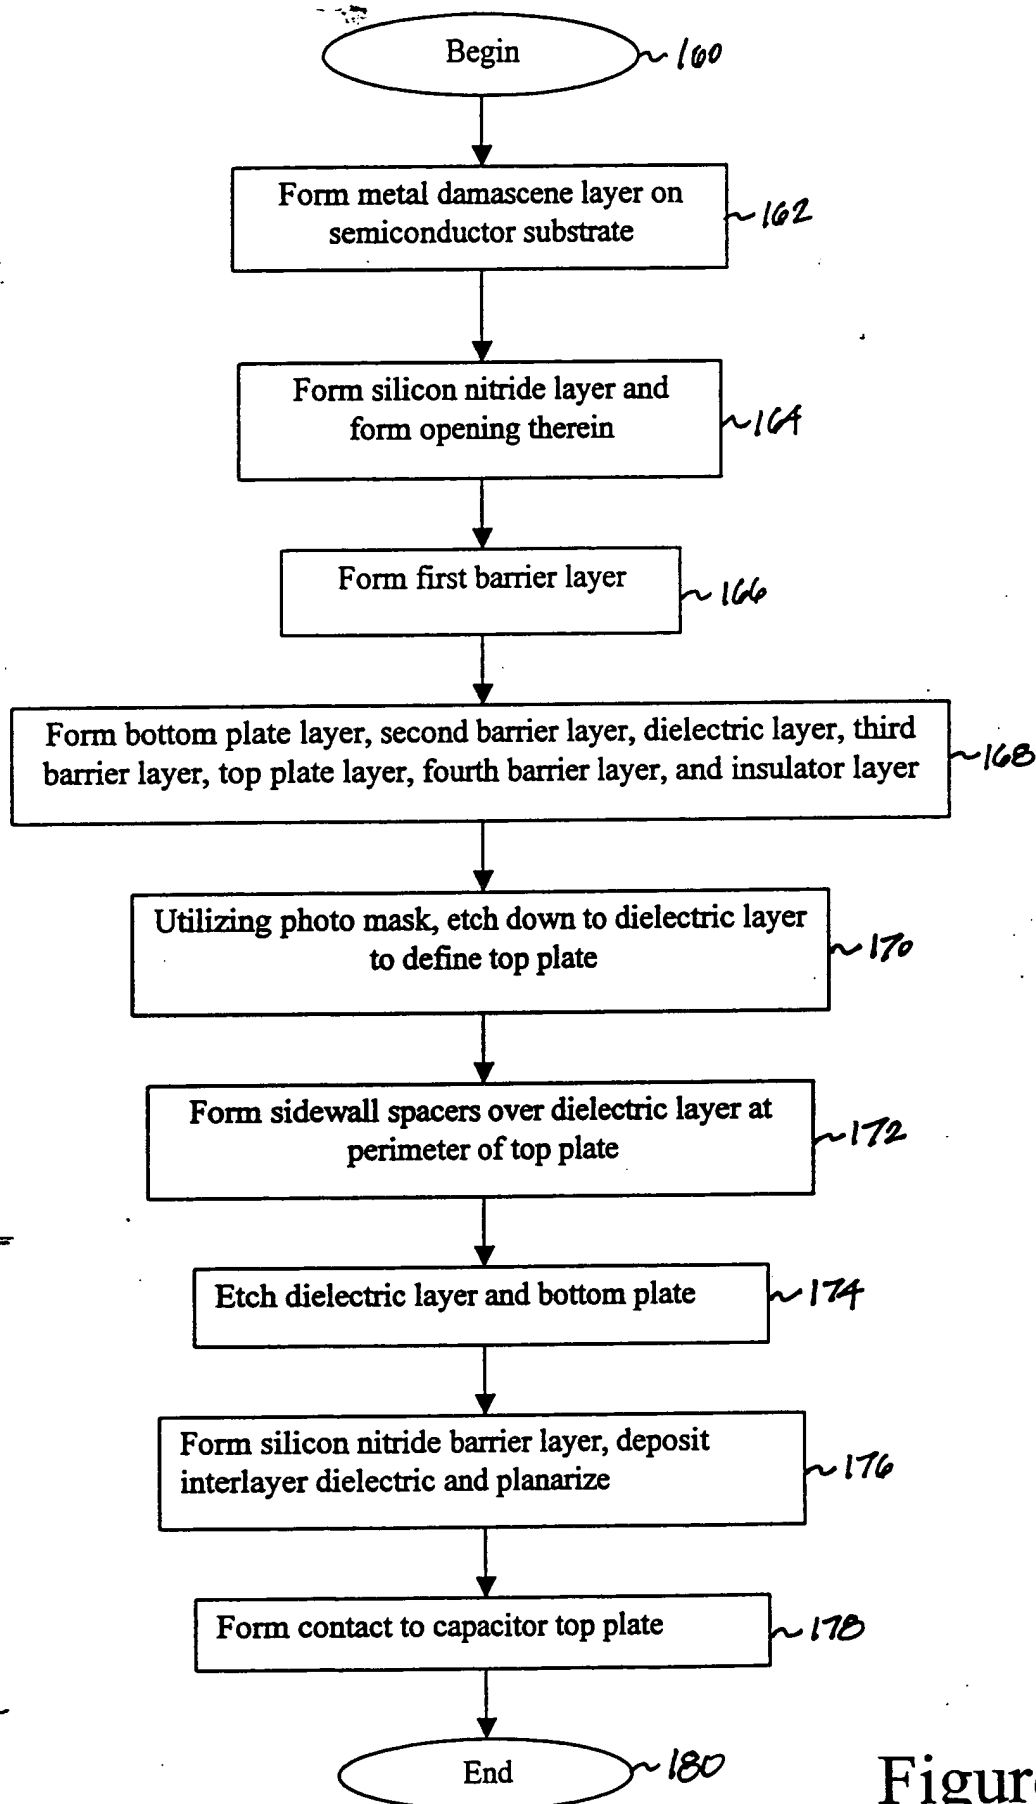 Begin
160
Form metal damascene layer on
semiconductor substrate
162
Form silicon nitride layer and
form opening therein
164
Form first barrier layer
166
Form bottom plate layer, second barrier layer, dielectric layer, third
barrier layer, top plate layer, fourth barrier layer, and insulator layer
168
Utilizing photo mask, etch down to dielectric layer
to define top plate
170
Form sidewall spacers over dielectric layer at
perimeter of top plate
172
Etch dielectric layer and bottom plate
174
Form silicon nitride barrier layer, deposit
interlayer dielectric and planarize
176
Form contact to capacitor top plate
178
End
180
Figure